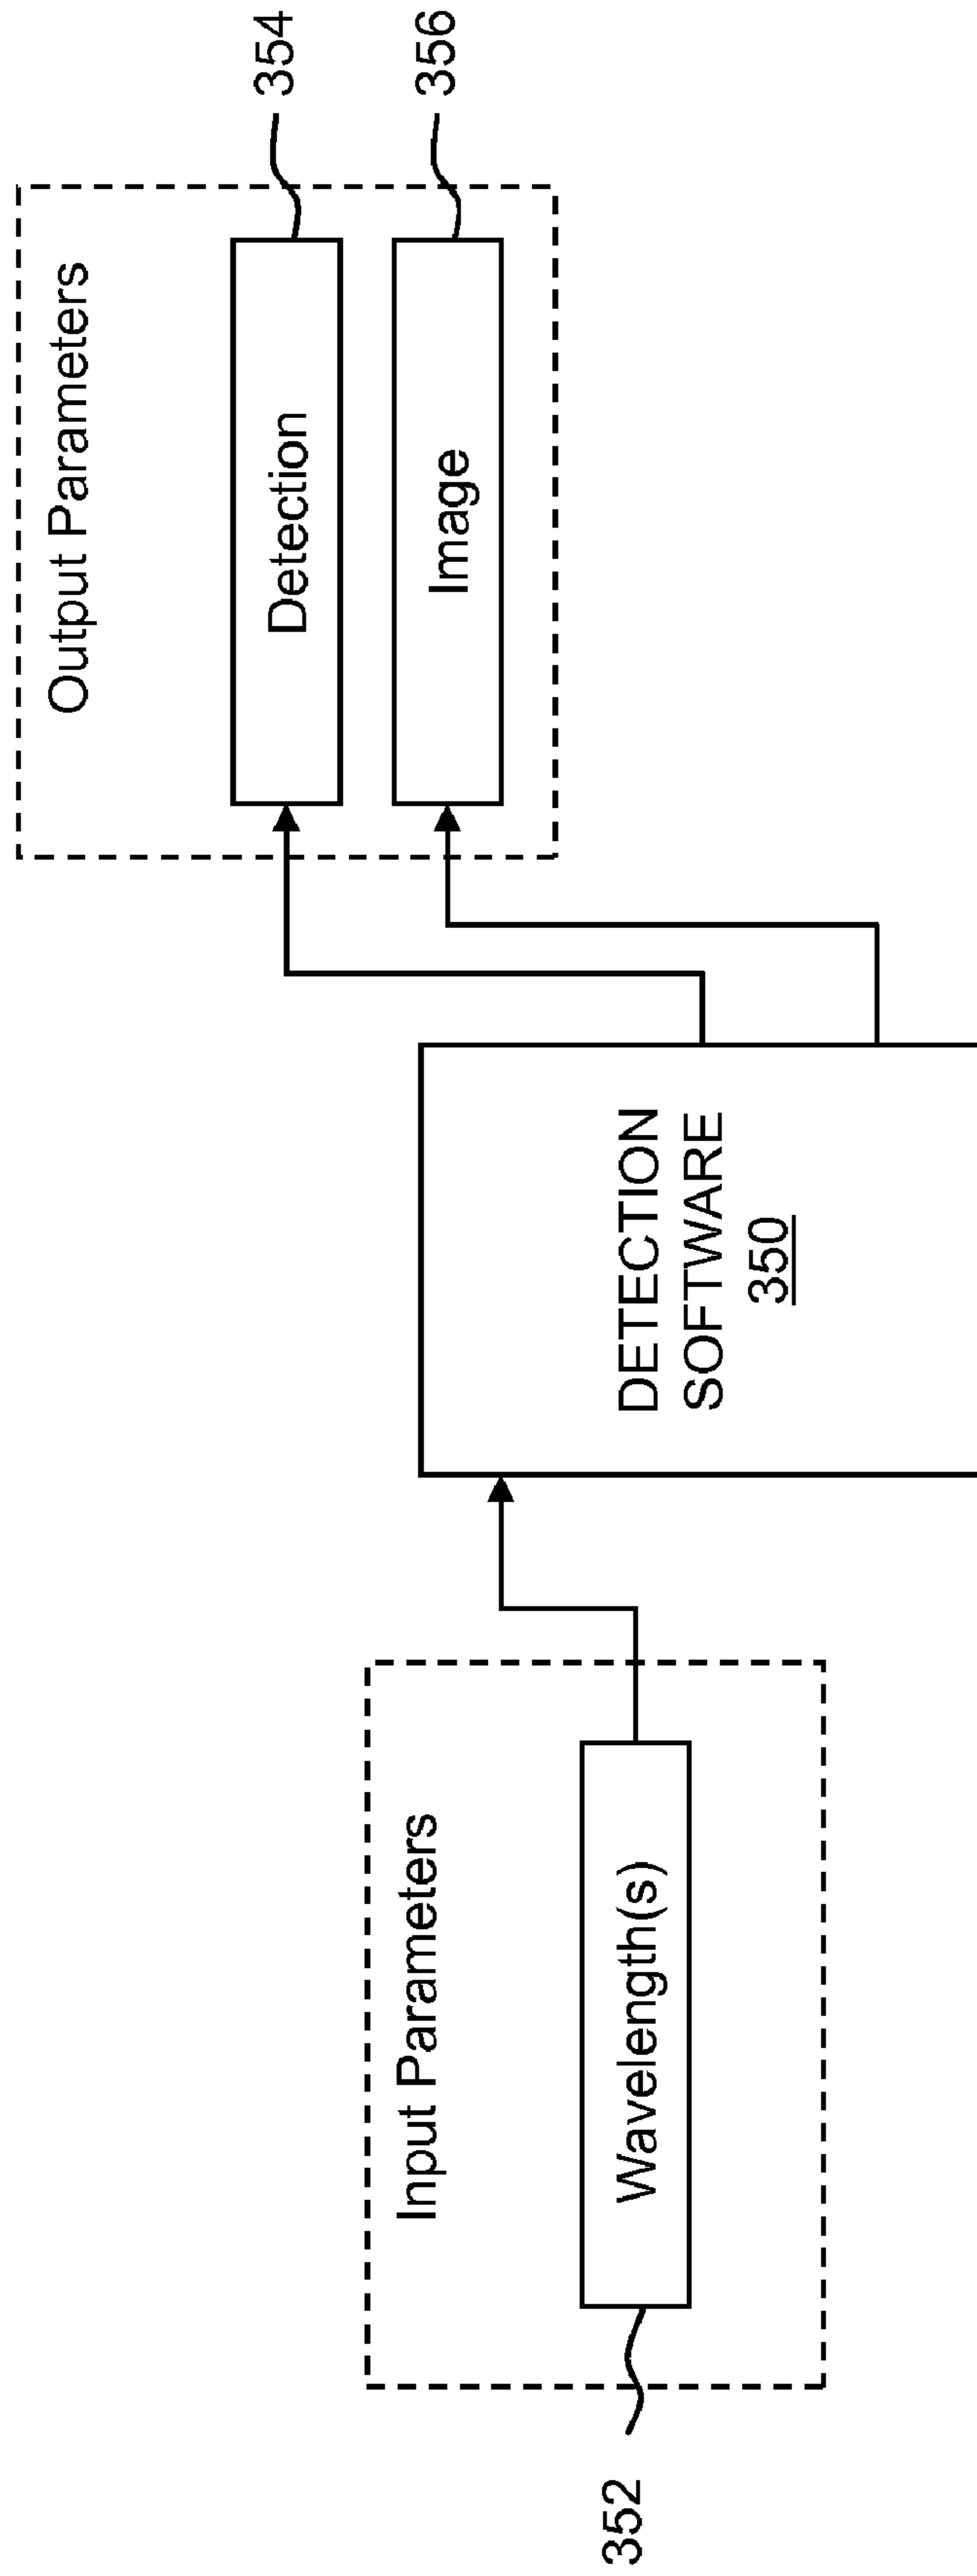 Input Parameters
Wavelength(s)
352
DETECTION
SOFTWARE
350
Output Parameters
Detection
354
Image
356